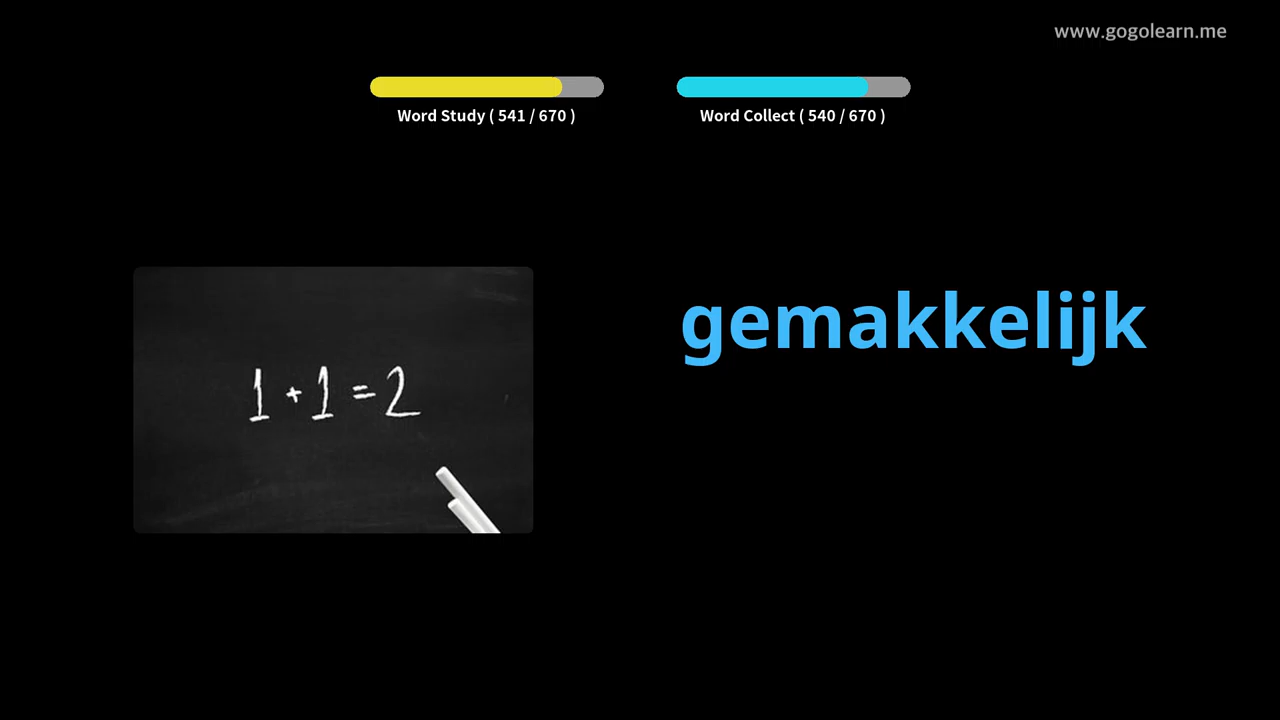 www.gogolearn.me
Word Study ( 541 / 670 )
Word Collect ( 540 / 670 )
gemakkelijk
1 + 1 = 2